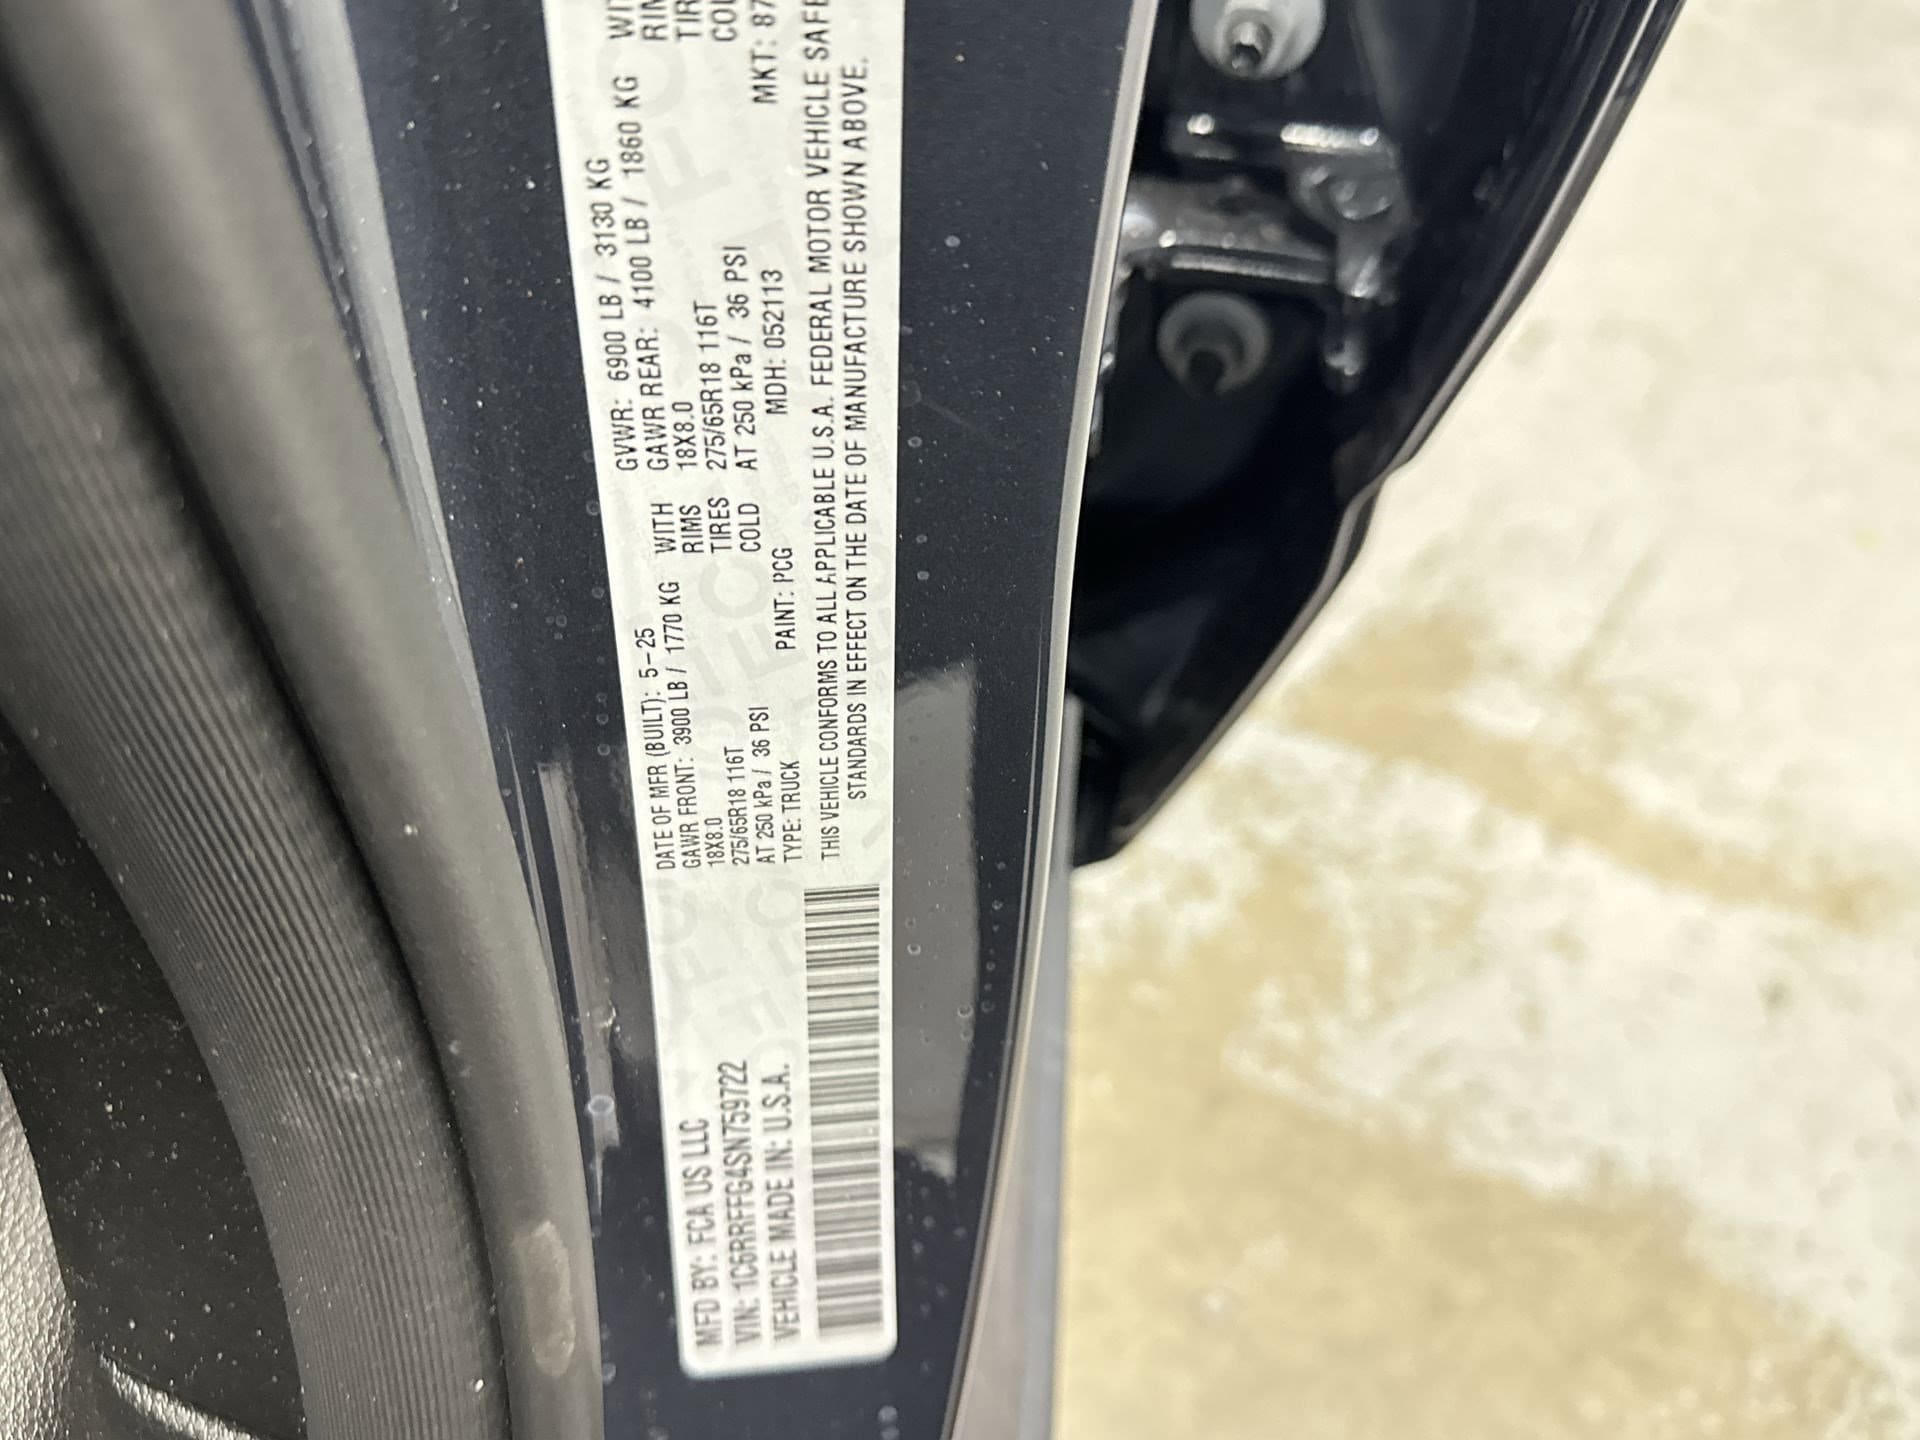 MFD BY: FCA US LLC
VIN: 1C6RRFFG4SN759722
VEHICLE MADE IN: U.S.A.
DATE OF MFR (BUILT): 5-25 GVWR: 6900 LB / 3130 KG
GAWR FRONT: 3900 LB / 1770 KG WITH GAWR REAR: 4100 LB / 1860 KG
18X8.0 RIMS 18X8.0
275/65R18 116T TIRES 275/65R18 116T
AT 250 kPa / 36 PSI COLD AT 250 kPa / 36 PSI
TYPE: TRUCK PAINT: PCG MDH: 052113 MKT: 87
THIS VEHICLE CONFORMS TO ALL APPLICABLE U.S.A. FEDERAL MOTOR VEHICLE SAFE
STANDARDS IN EFFECT ON THE DATE OF MANUFACTURE SHOWN ABOVE.